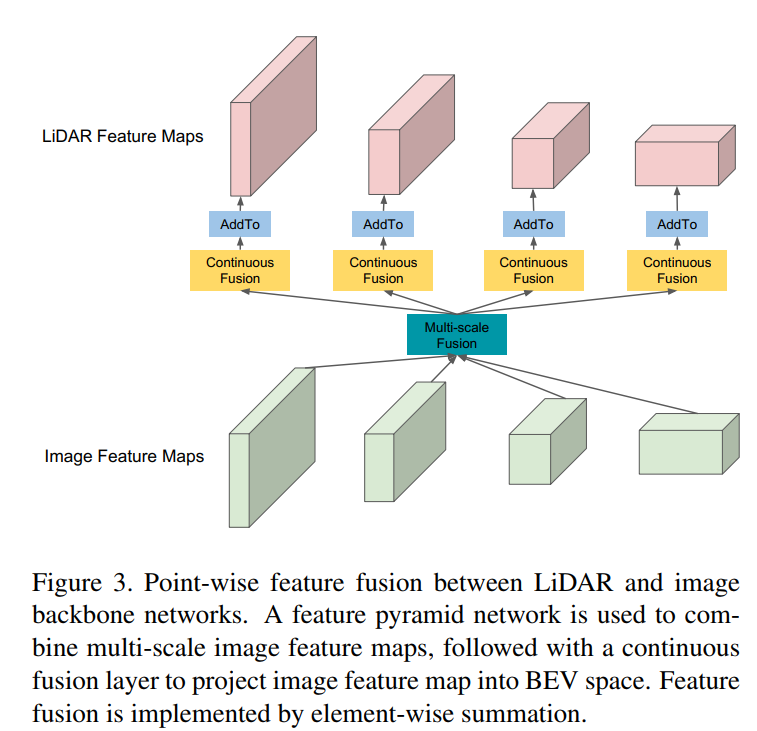 LiDAR Feature Maps
AddTo
AddTo
AddTo
AddTo
Continuous
Fusion
Continuous
Fusion
Continuous
Fusion
Continuous
Fusion
Multi-scale
Fusion
Image Feature Maps
Figure 3. Point-wise feature fusion between LiDAR and image
backbone networks. A feature pyramid network is used to com-
bine multi-scale image feature maps, followed with a continuous
fusion layer to project image feature map into BEV space. Feature
fusion is implemented by element-wise summation.